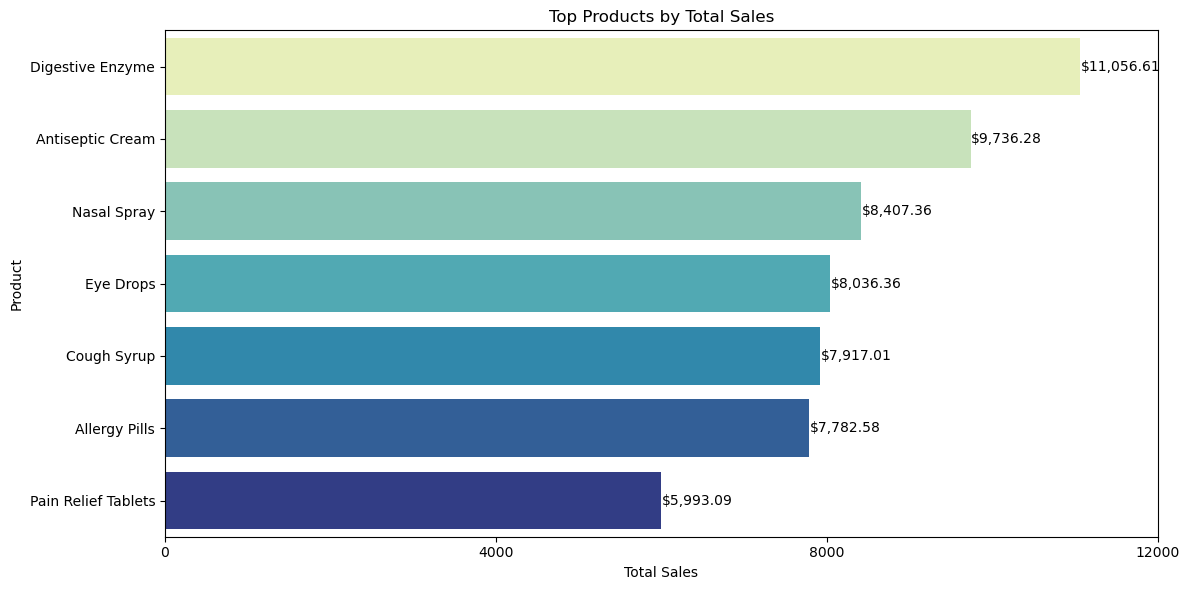 Top Products by Total Sales
Product
Digestive Enzyme $11,056.61
Antiseptic Cream $9,736.28
Nasal Spray $8,407.36
Eye Drops $8,036.36
Cough Syrup $7,917.01
Allergy Pills $7,782.58
Pain Relief Tablets $5,993.09
0 4000 8000 12000
Total Sales